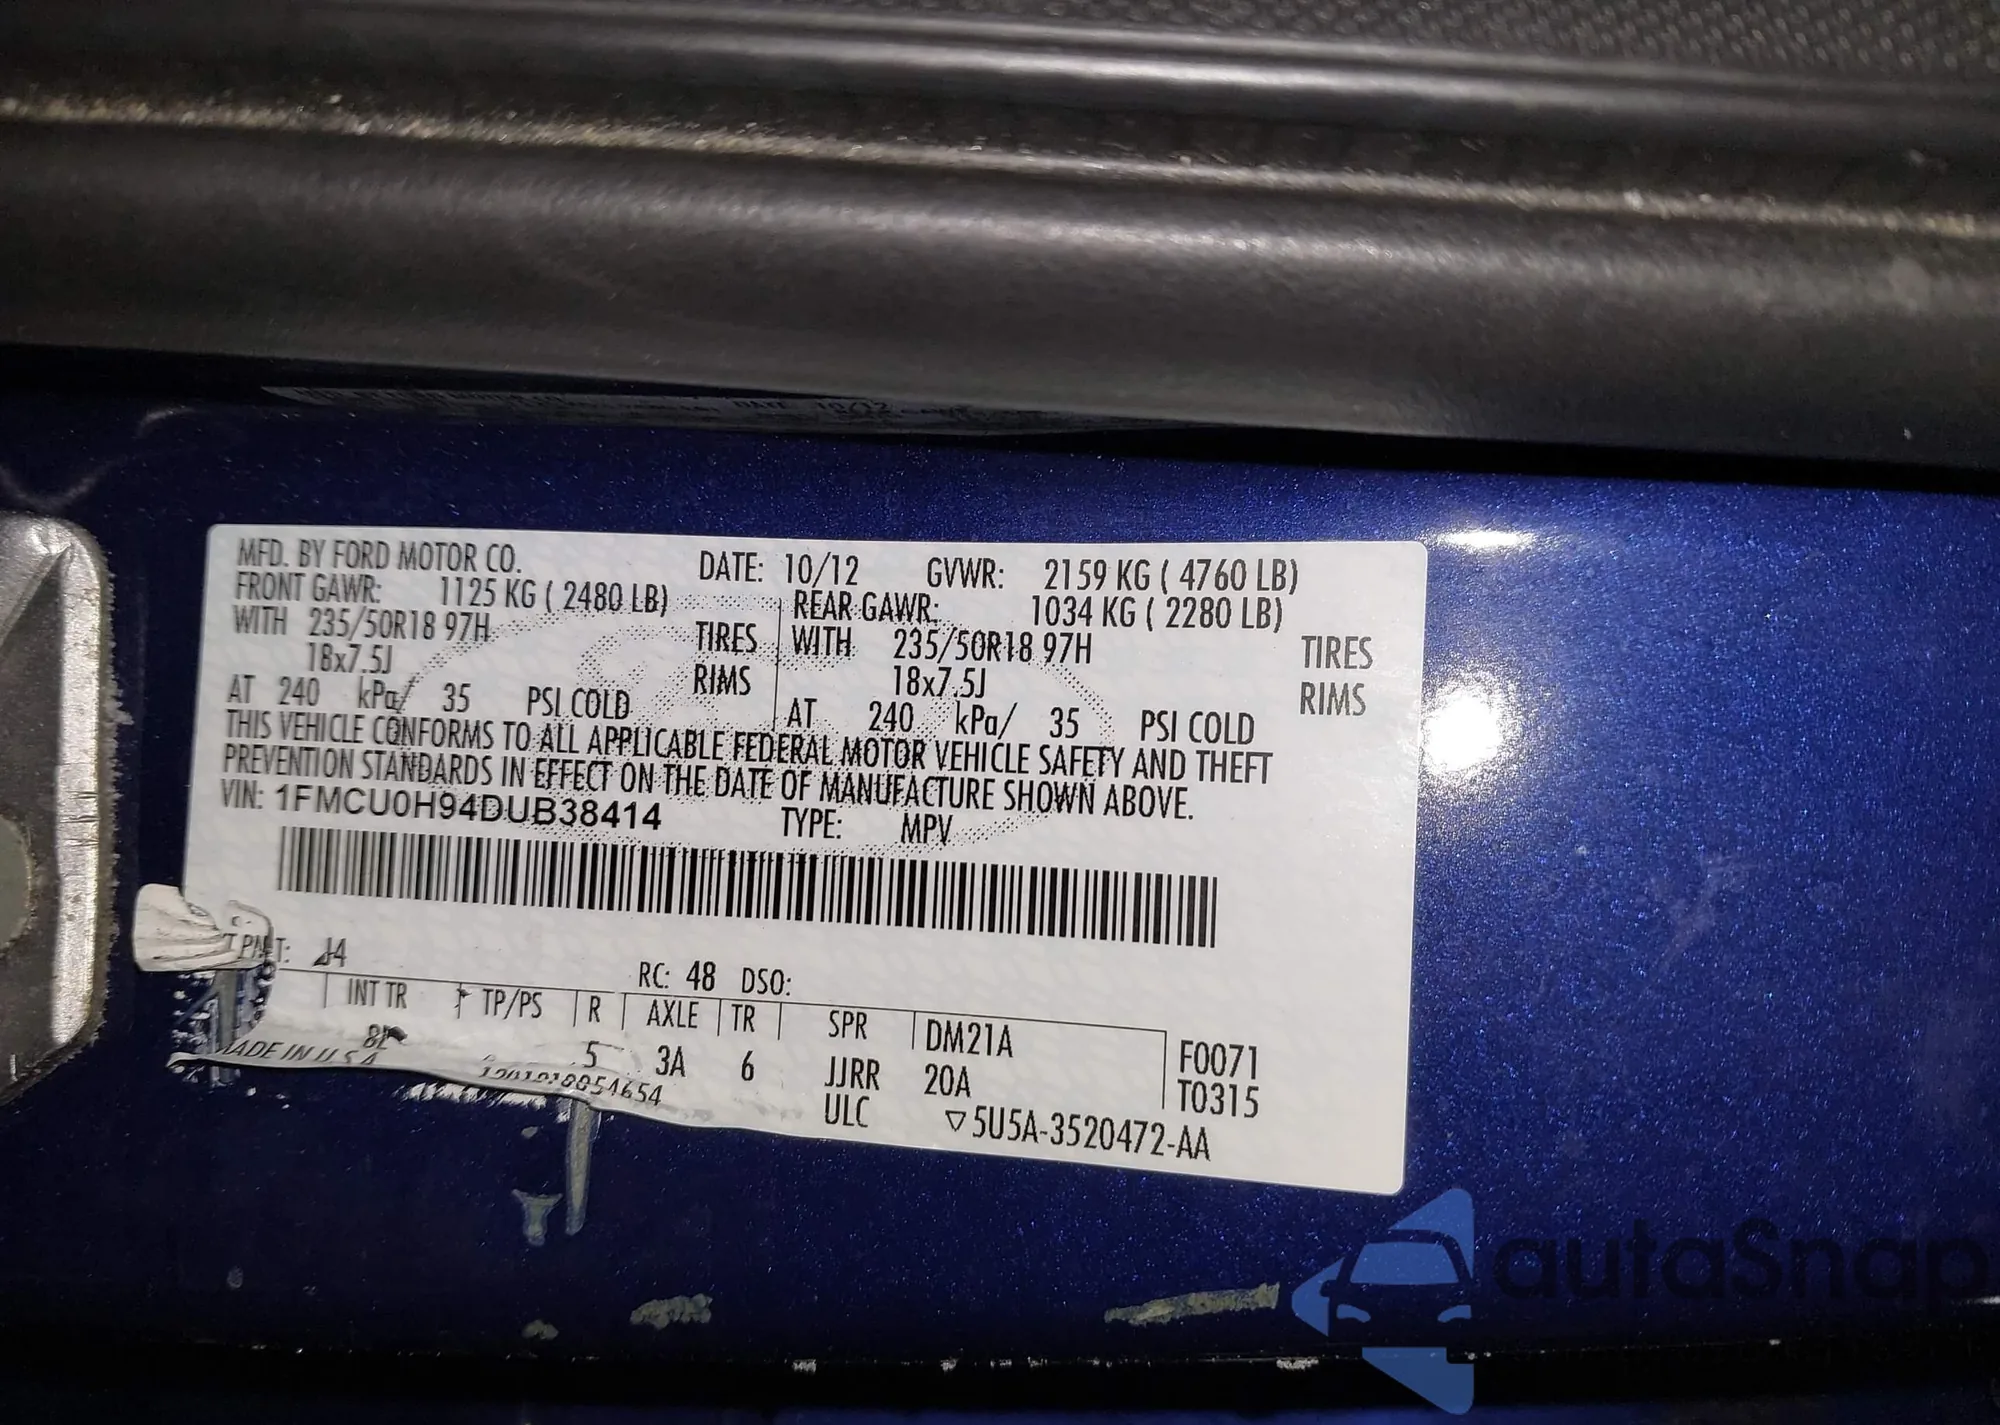 MFD. BY FORD MOTOR CO. DATE: 10/12 GVWR: 2159 KG ( 4760 LB)
FRONT GAWR: 1125 KG ( 2480 LB) REAR GAWR: 1034 KG ( 2280 LB)
WITH 235/50R18 97H TIRES WITH 235/50R18 97H TIRES
18x7.5J RIMS 18x7.5J RIMS
AT 240 kPa/ 35 PSI COLD AT 240 kPa/ 35 PSI COLD
THIS VEHICLE CONFORMS TO ALL APPLICABLE FEDERAL MOTOR VEHICLE SAFETY AND THEFT
PREVENTION STANDARDS IN EFFECT ON THE DATE OF MANUFACTURE SHOWN ABOVE.
VIN: 1FMCU0H94DUB38414 TYPE: MPV
J4 RC: 48 DSO:
INT TR TP/PS R AXLE TR SPR DM21A F0071
5 3A 6 JJRR 20A T0315
MADE IN U.S.A. ULC ▽5U5A-3520472-AA
autoSnap